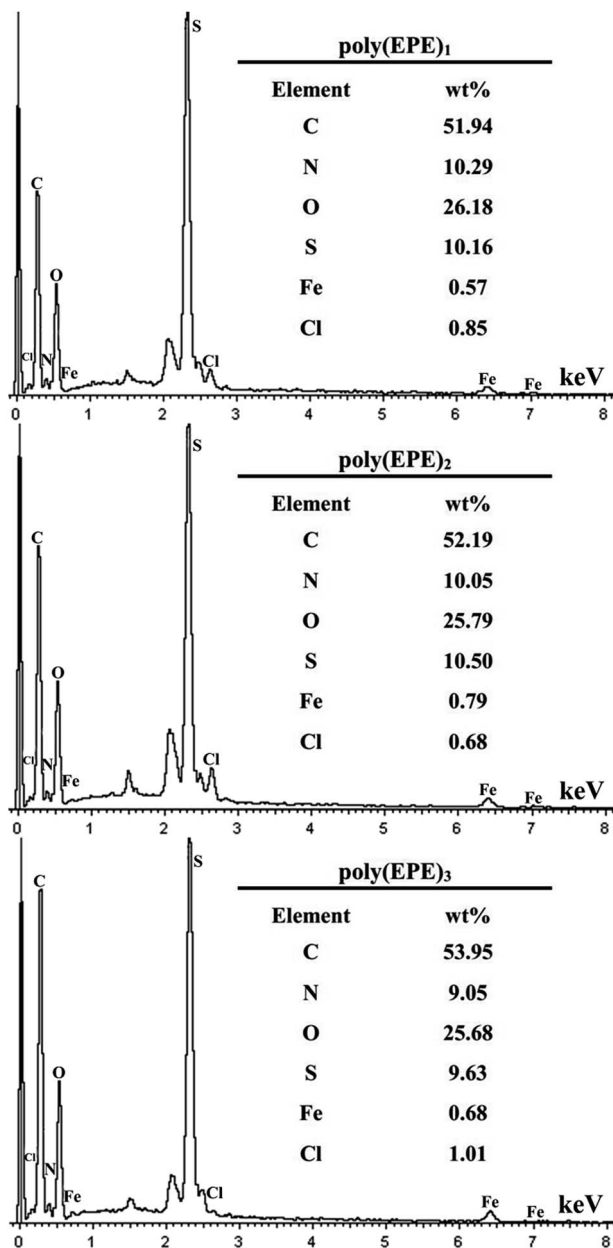 S
poly(EPE)₁
Element wt%
C 51.94
N 10.29
O 26.18
S 10.16
Fe 0.57
Cl 0.85
C
O
Cl
N
Fe
Cl
Fe
Fe
keV
0 1 2 3 4 5 6 7 8
S
poly(EPE)₂
Element wt%
C 52.19
N 10.05
O 25.79
S 10.50
Fe 0.79
Cl 0.68
C
O
Cl
N
Fe
Cl
Fe
Fe
keV
0 1 2 3 4 5 6 7 8
S
poly(EPE)₃
Element wt%
C 53.95
N 9.05
O 25.68
S 9.63
Fe 0.68
Cl 1.01
C
O
Cl
N
Fe
Cl
Fe
Fe
keV
0 1 2 3 4 5 6 7 8